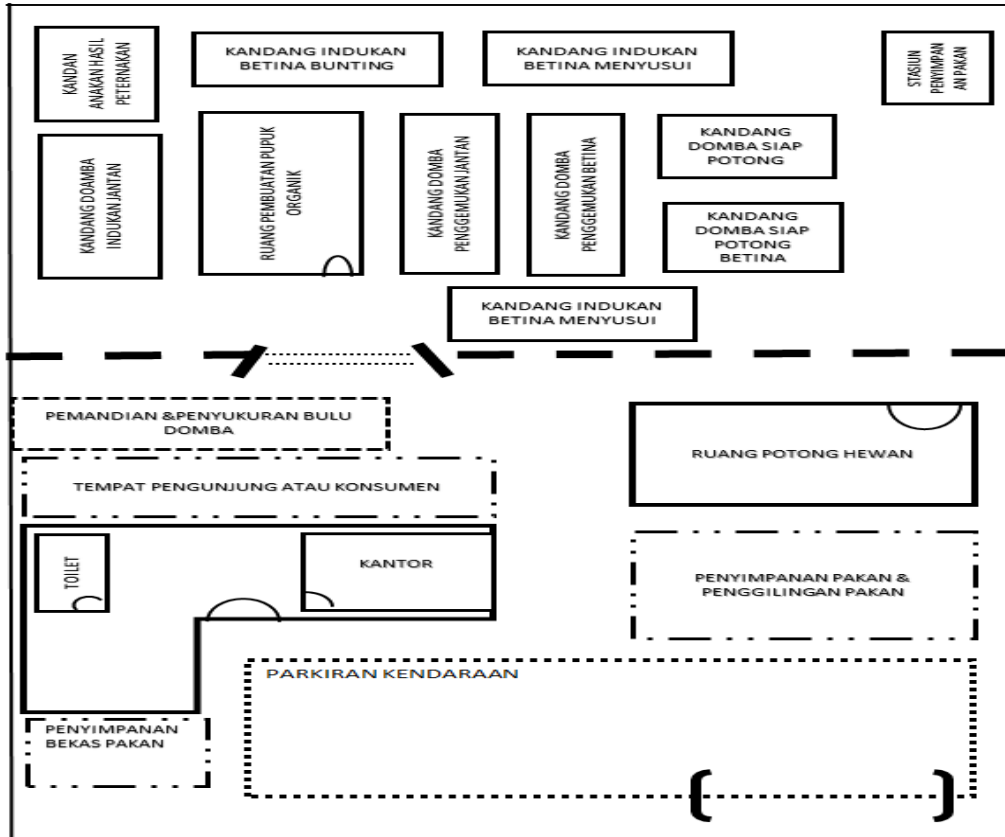 KANDAN
ANAKAN HASIL
PETERNAKAN
KANDANG INDUKAN
BETINA BUNTING
KANDANG INDUKAN
BETINA MENYUSUI
STASIUN
PENYIMPAN
AN PAKAN
KANDANG DOAMBA
INDUKAN JANTAN
RUANG PEMBUATAN PUPUK
ORGANIK
KANDANG DOMBA
PENGGEMUKAN JANTAN
KANDANG DOMBA
PENGGEMUKAN BETINA
KANDANG
DOMBA SIAP
POTONG
KANDANG
DOMBA SIAP
POTONG
BETINA
KANDANG INDUKAN
BETINA MENYUSUI
PEMANDIAN &PENYUKURAN BULU
DOMBA
TEMPAT PENGUNJUNG ATAU KONSUMEN
RUANG POTONG HEWAN
TOILET
KANTOR
PENYIMPANAN PAKAN &
PENGGILINGAN PAKAN
PARKIRAN KENDARAAN
PENYIMPANAN
BEKAS PAKAN